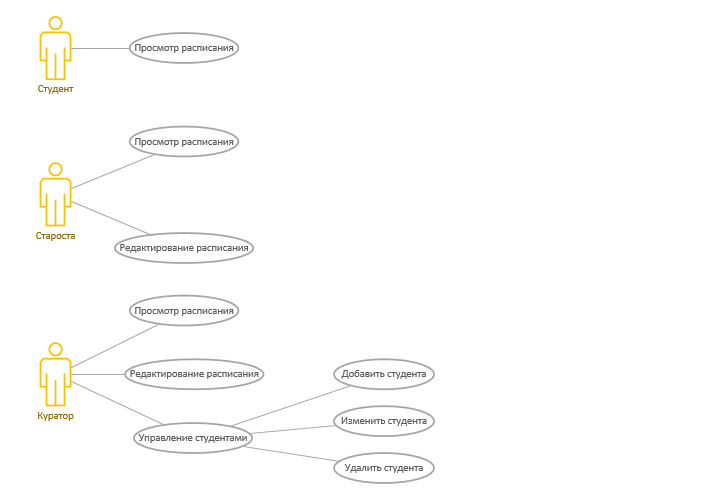 Просмотр расписания
Студент
Просмотр расписания
Староста
Редактирование расписания
Просмотр расписания
Редактирование расписания
Добавить студента
Куратор
Изменить студента
Управление студентами
Удалить студента